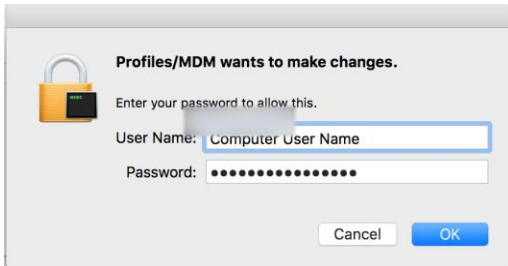 Profiles/MDM wants to make changes.
Enter your password to allow this.
User Name: Computer User Name
Password: ●●●●●●●●●●●●●●●●
Cancel OK